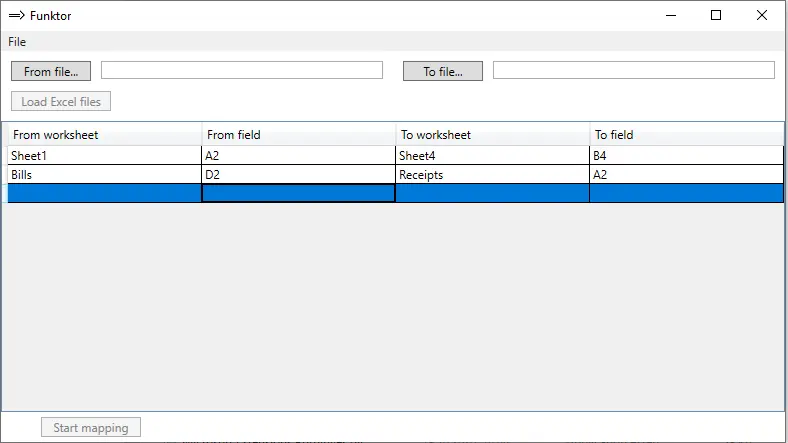 Funktor
File
From file... To file...
Load Excel files
From worksheet From field To worksheet To field
Sheet1 A2 Sheet4 B4
Bills D2 Receipts A2
Start mapping